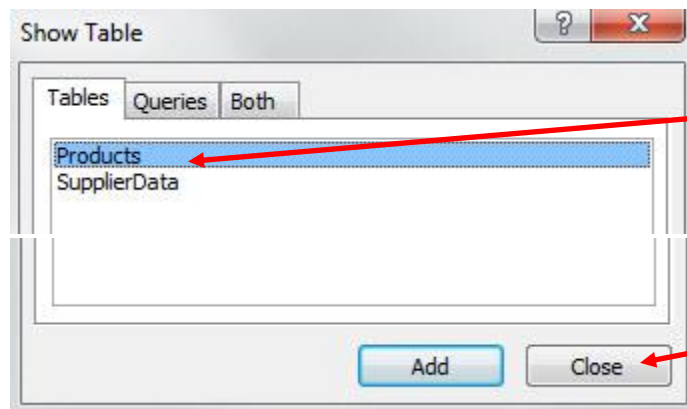 Show Table
Tables Queries Both
Products
SupplierData
Add Close